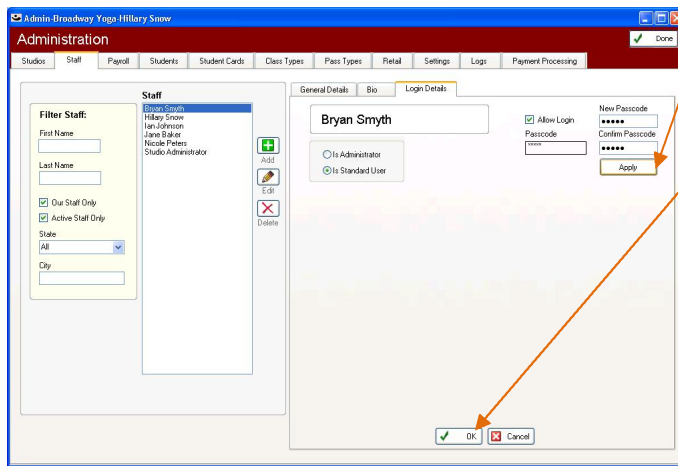 Admin-Broadway Yoga-Hillary Snow
Administration
Done
Studios Staff Payroll Students Student Cards Class Types Pass Types Retail Settings Logs Payment Processing
Staff
Bryan Smyth
Hillary Snow
Ian Johnson
Jane Baker
Nicole Peters
Studio Administrator
Filter Staff:
First Name
Last Name
Our Staff Only
Active Staff Only
State
All
City
Add
Edit
Delete
General Details Bio Login Details
Bryan Smyth
Is Administrator
Is Standard User
Allow Login
Passcode
*****
New Passcode
●●●●●
Confirm Passcode
●●●●●
Apply
OK Cancel